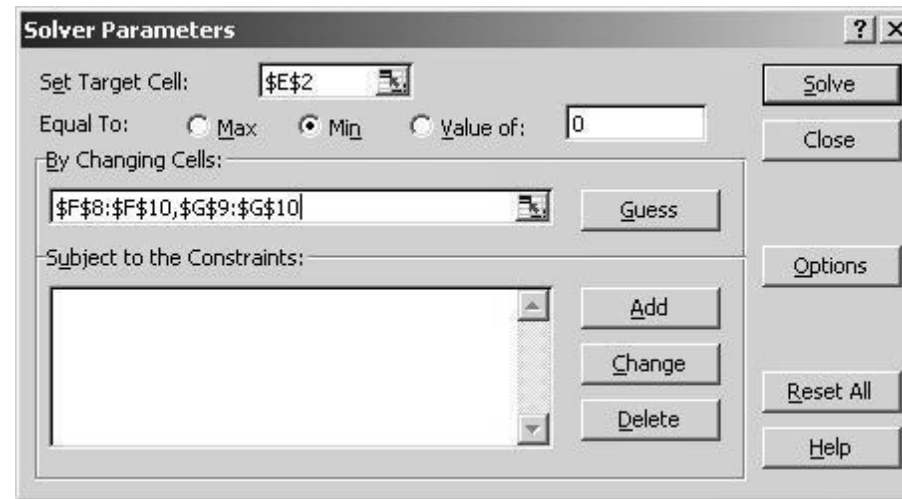 Solver Parameters ? ×
Set Target Cell: $E$2 Solve
Equal To: Max Min Value of: 0 Close
By Changing Cells:
$F$8:$F$10,$G$9:$G$10 Guess
Subject to the Constraints: Options
Add
Change
Reset All
Delete
Help